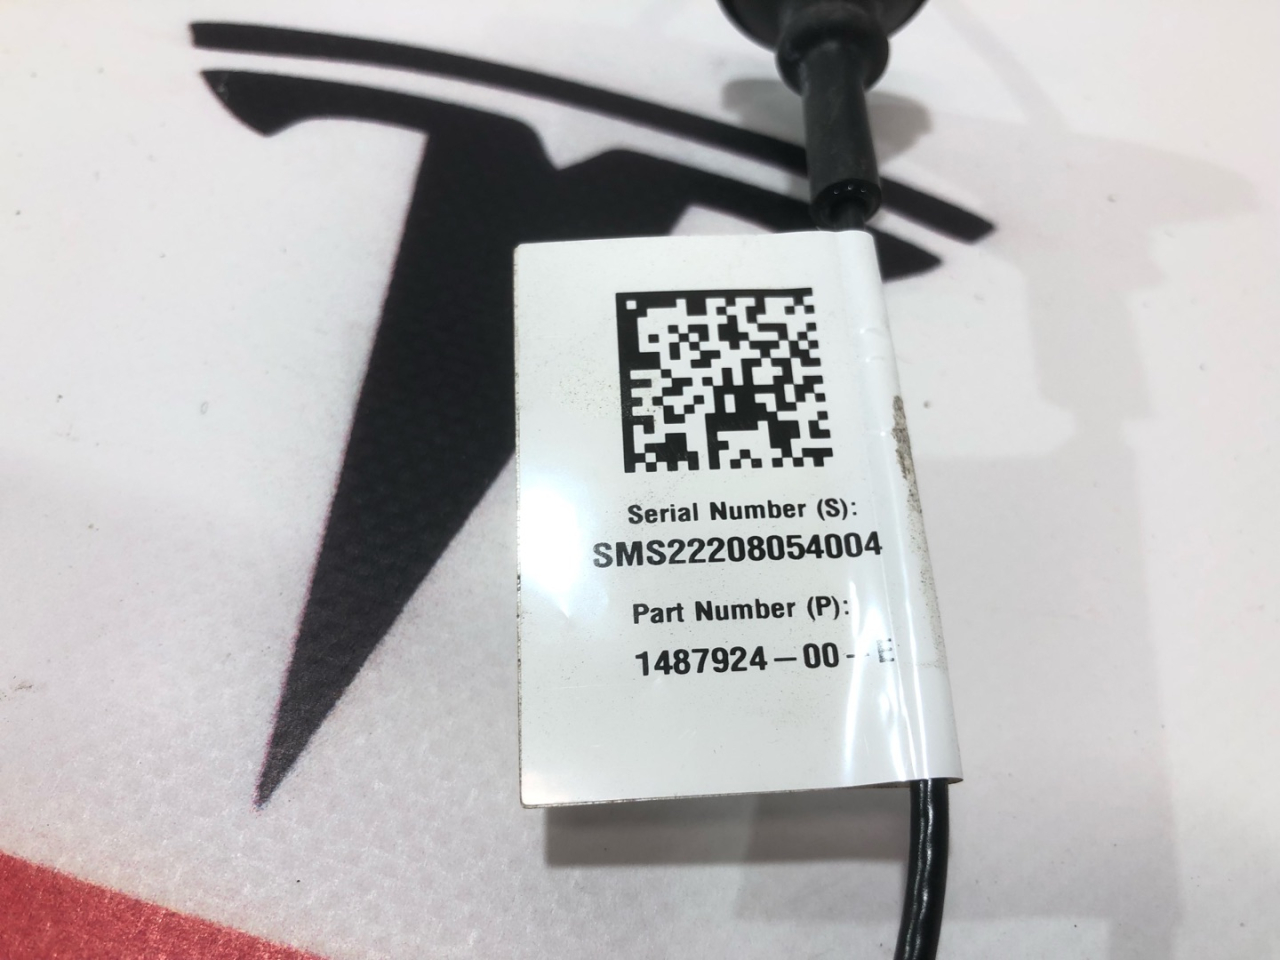 Serial Number (S):
SMS22208054004
Part Number (P):
1487924-00-E